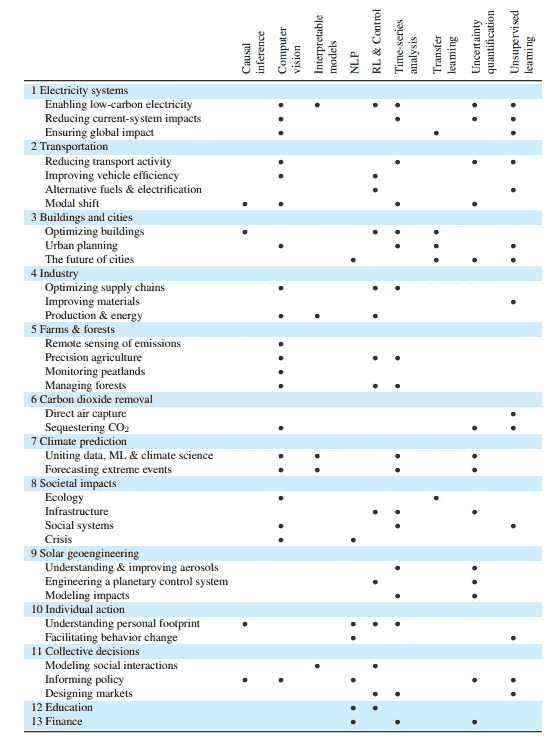 Causal inference
Computer vision
Interpretable models
NLP
RL & Control
Time-series analysis
Transfer learning
Uncertainty quantification
Unsupervised learning
1 Electricity systems
Enabling low-carbon electricity
Reducing current-system impacts
Ensuring global impact
2 Transportation
Reducing transport activity
Improving vehicle efficiency
Alternative fuels & electrification
Modal shift
3 Buildings and cities
Optimizing buildings
Urban planning
The future of cities
4 Industry
Optimizing supply chains
Improving materials
Production & energy
5 Farms & forests
Remote sensing of emissions
Precision agriculture
Monitoring peatlands
Managing forests
6 Carbon dioxide removal
Direct air capture
Sequestering CO₂
7 Climate prediction
Uniting data, ML & climate science
Forecasting extreme events
8 Societal impacts
Ecology
Infrastructure
Social systems
Crisis
9 Solar geoengineering
Understanding & improving aerosols
Engineering a planetary control system
Modeling impacts
10 Individual action
Understanding personal footprint
Facilitating behavior change
11 Collective decisions
Modeling social interactions
Informing policy
Designing markets
12 Education
13 Finance